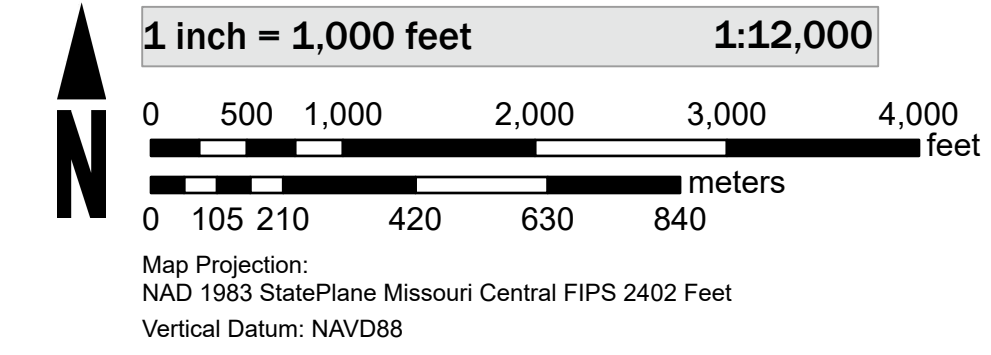 1 inch = 1,000 feet 1:12,000
0 500 1,000 2,000 3,000 4,000
feet
meters
0 105 210 420 630 840
N
Map Projection:
NAD 1983 StatePlane Missouri Central FIPS 2402 Feet
Vertical Datum: NAVD88